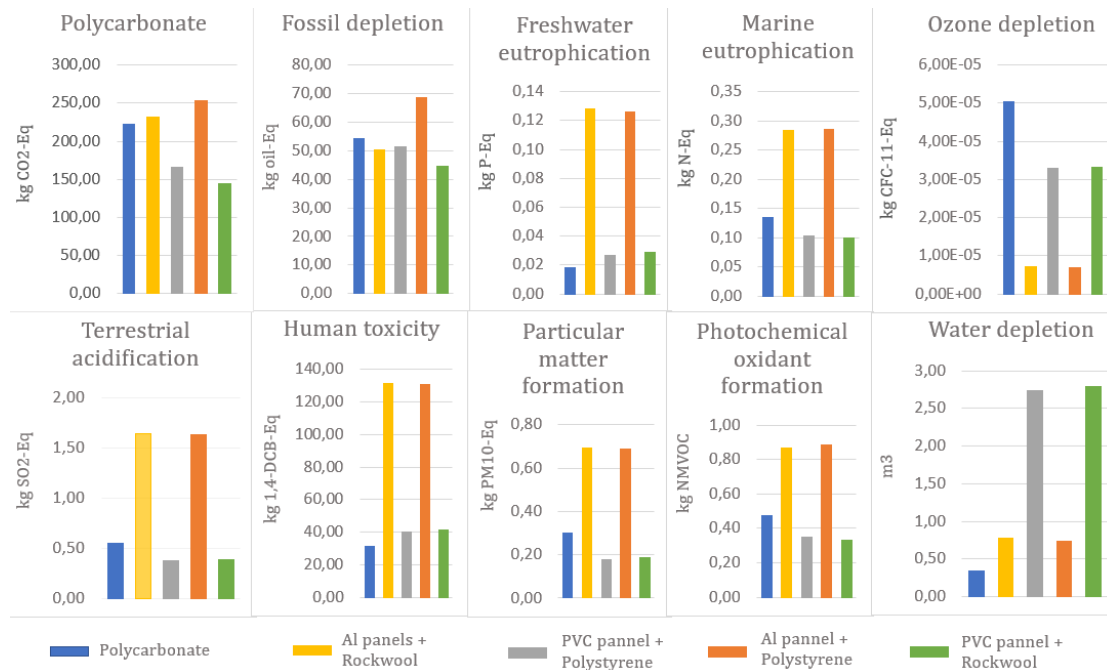 Polycarbonate
300,00
250,00
200,00
150,00
100,00
50,00
0,00
kg CO2-Eq
Fossil depletion
80,00
70,00
60,00
50,00
40,00
30,00
20,00
10,00
0,00
kg oil-Eq
Freshwater
eutrophication
0,14
0,12
0,10
0,08
0,06
0,04
0,02
0,00
kg P-Eq
Marine
eutrophication
0,35
0,30
0,25
0,20
0,15
0,10
0,05
0,00
kg N-Eq
Ozone depletion
6,00E-05
5,00E-05
4,00E-05
3,00E-05
2,00E-05
1,00E-05
0,00E+00
kg CFC-11-Eq
Terrestrial
acidification
2,00
1,50
1,00
0,50
0,00
kg SO2-Eq
Human toxicity
140,00
120,00
100,00
80,00
60,00
40,00
20,00
0,00
kg 1,4-DCB-Eq
Particular
matter
formation
0,80
0,60
0,40
0,20
0,00
kg PM10-Eq
Photochemical
oxidant
formation
1,00
0,80
0,60
0,40
0,20
0,00
kg NMVOC
Water depletion
3,00
2,50
2,00
1,50
1,00
0,50
0,00
m3
Polycarbonate
Al panels +
Rockwool
PVC pannel +
Polystyrene
Al pannel +
Polystyrene
PVC pannel +
Rockwool